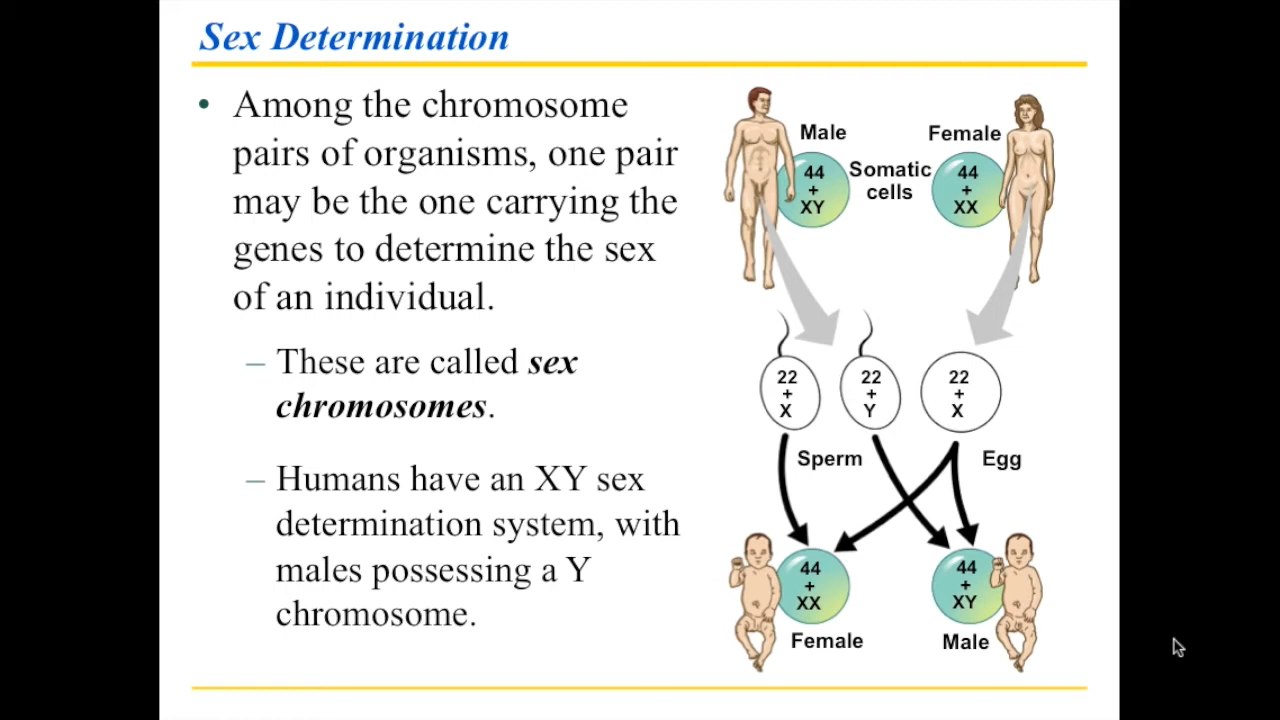 Sex Determination
• Among the chromosome
pairs of organisms, one pair
may be the one carrying the
genes to determine the sex
of an individual.
– These are called sex
chromosomes.
– Humans have an XY sex
determination system, with
males possessing a Y
chromosome.
Male
44
+
XY
Somatic
cells
Female
44
+
XX
22
+
X
22
+
Y
22
+
X
Sperm
Egg
44
+
XX
Female
44
+
XY
Male